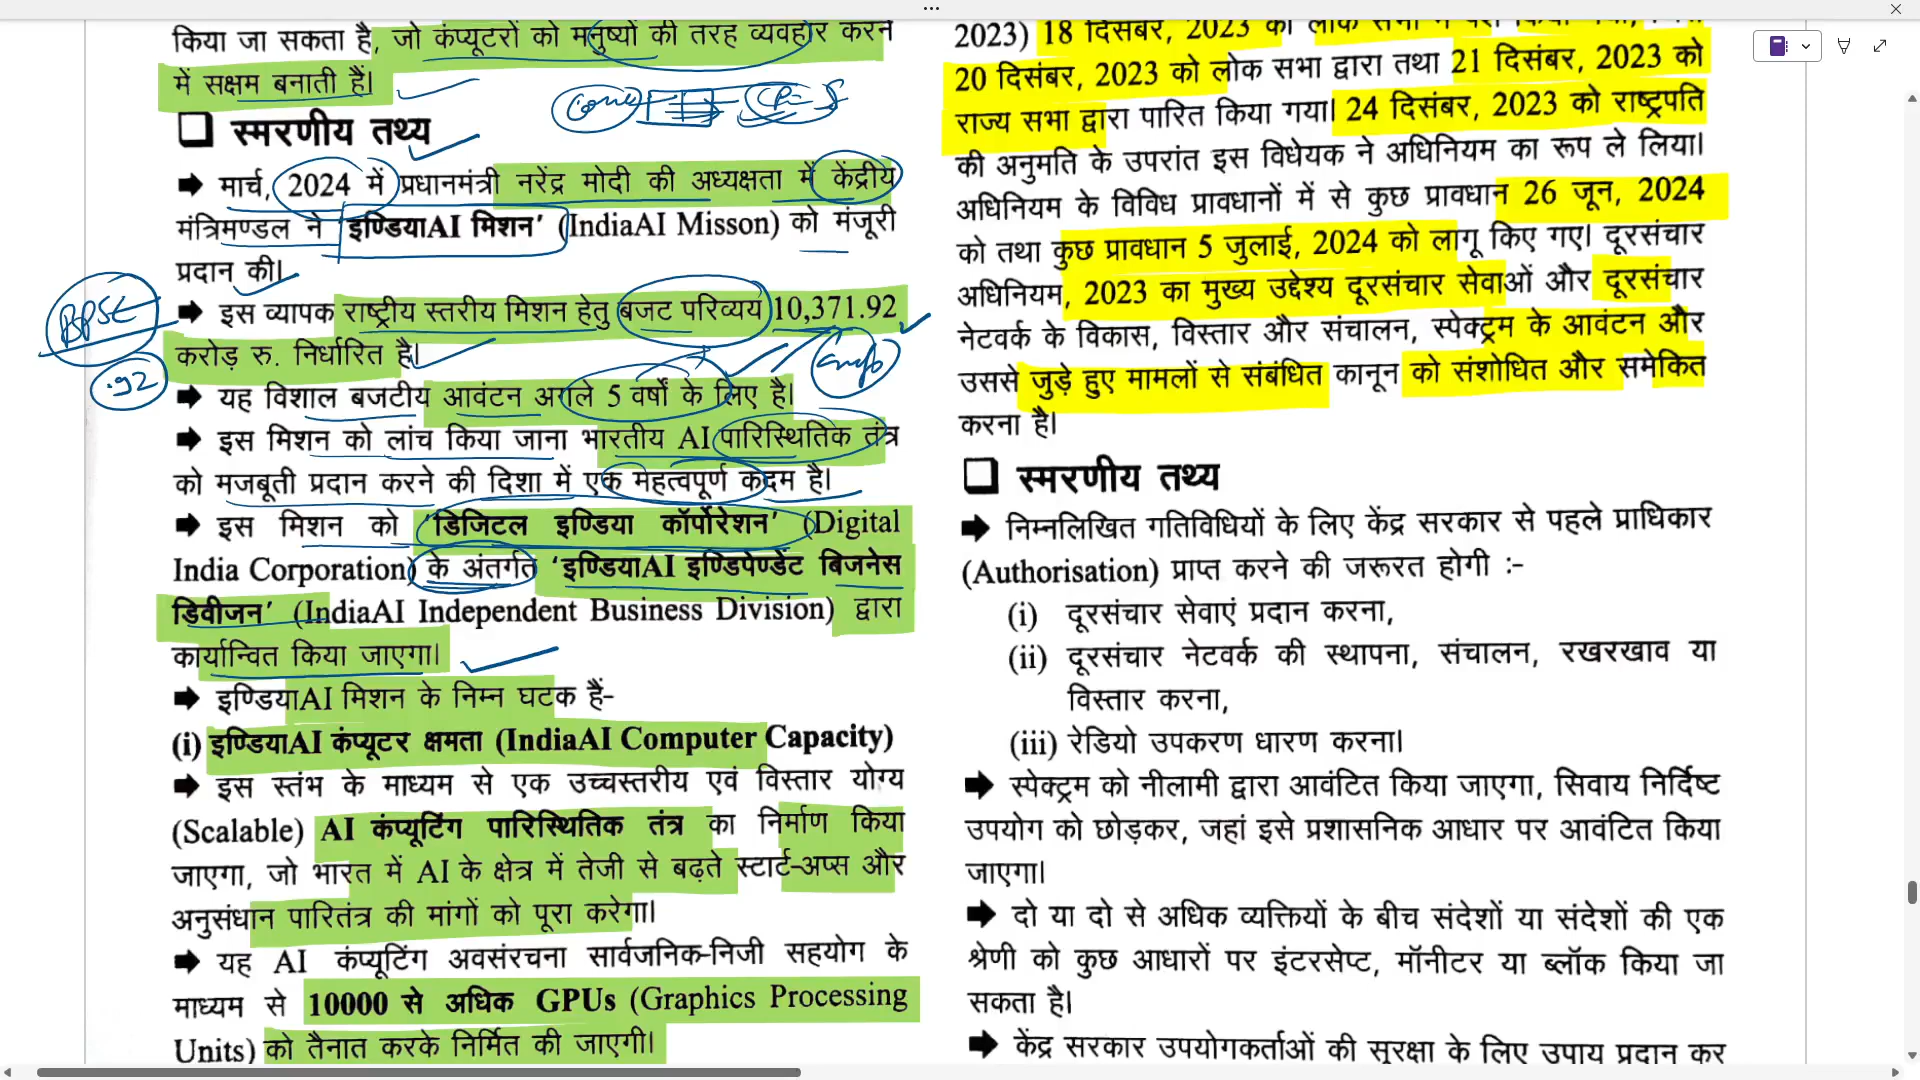 किया जा सकता है, जो कंप्यूटरों को मनुष्यों की तरह व्यवहार करने
में सक्षम बनाती हैं।
❑ स्मरणीय तथ्य
➡ मार्च, 2024 में प्रधानमंत्री नरेंद्र मोदी की अध्यक्षता में केंद्रीय
मंत्रिमण्डल ने 'इण्डियाAI मिशन' (IndiaAI Misson) को मंजूरी
प्रदान की।
BPSC
➡ इस व्यापक राष्ट्रीय स्तरीय मिशन हेतु बजट परिव्यय 10,371.92
करोड़ रु. निर्धारित है।
.92
➡ यह विशाल बजटीय आवंटन अगले 5 वर्षों के लिए है।
➡ इस मिशन को लांच किया जाना भारतीय AI पारिस्थितिक तंत्र
को मजबूती प्रदान करने की दिशा में एक महत्वपूर्ण कदम है।
➡ इस मिशन को 'डिजिटल इण्डिया कॉर्पोरेशन' (Digital
India Corporation) के अंतर्गत 'इण्डियाAI इण्डिपेण्डेंट बिजनेस
डिवीजन' (IndiaAI Independent Business Division) द्वारा
कार्यान्वित किया जाएगा।
➡ इण्डियाAI मिशन के निम्न घटक हैं-
(i) इण्डियाAI कंप्यूटर क्षमता (IndiaAI Computer Capacity)
➡ इस स्तंभ के माध्यम से एक उच्चस्तरीय एवं विस्तार योग्य
(Scalable) AI कंप्यूटिंग पारिस्थितिक तंत्र का निर्माण किया
जाएगा, जो भारत में AI के क्षेत्र में तेजी से बढ़ते स्टार्ट-अप्स और
अनुसंधान पारितंत्र की मांगों को पूरा करेगा।
➡ यह AI कंप्यूटिंग अवसंरचना सार्वजनिक-निजी सहयोग के
माध्यम से 10000 से अधिक GPUs (Graphics Processing
Units) को तैनात करके निर्मित की जाएगी।
2023) 18 दिसंबर, 2023 को लोक सभा में पेश किया गया,
20 दिसंबर, 2023 को लोक सभा द्वारा तथा 21 दिसंबर, 2023 को
राज्य सभा द्वारा पारित किया गया। 24 दिसंबर, 2023 को राष्ट्रपति
की अनुमति के उपरांत इस विधेयक ने अधिनियम का रूप ले लिया।
अधिनियम के विविध प्रावधानों में से कुछ प्रावधान 26 जून, 2024
को तथा कुछ प्रावधान 5 जुलाई, 2024 को लागू किए गए। दूरसंचार
अधिनियम, 2023 का मुख्य उद्देश्य दूरसंचार सेवाओं और दूरसंचार
नेटवर्क के विकास, विस्तार और संचालन, स्पेक्ट्रम के आवंटन और
उससे जुड़े हुए मामलों से संबंधित कानून को संशोधित और समेकित
करना है।
❑ स्मरणीय तथ्य
➡ निम्नलिखित गतिविधियों के लिए केंद्र सरकार से पहले प्राधिकार
(Authorisation) प्राप्त करने की जरूरत होगी :-
(i) दूरसंचार सेवाएं प्रदान करना,
(ii) दूरसंचार नेटवर्क की स्थापना, संचालन, रखरखाव या
विस्तार करना,
(iii) रेडियो उपकरण धारण करना।
➡ स्पेक्ट्रम को नीलामी द्वारा आवंटित किया जाएगा, सिवाय निर्दिष्ट
उपयोग को छोड़कर, जहां इसे प्रशासनिक आधार पर आवंटित किया
जाएगा।
➡ दो या दो से अधिक व्यक्तियों के बीच संदेशों या संदेशों की एक
श्रेणी को कुछ आधारों पर इंटरसेप्ट, मॉनीटर या ब्लॉक किया जा
सकता है।
➡ केंद्र सरकार उपयोगकर्ताओं की सुरक्षा के लिए उपाय प्रदान कर